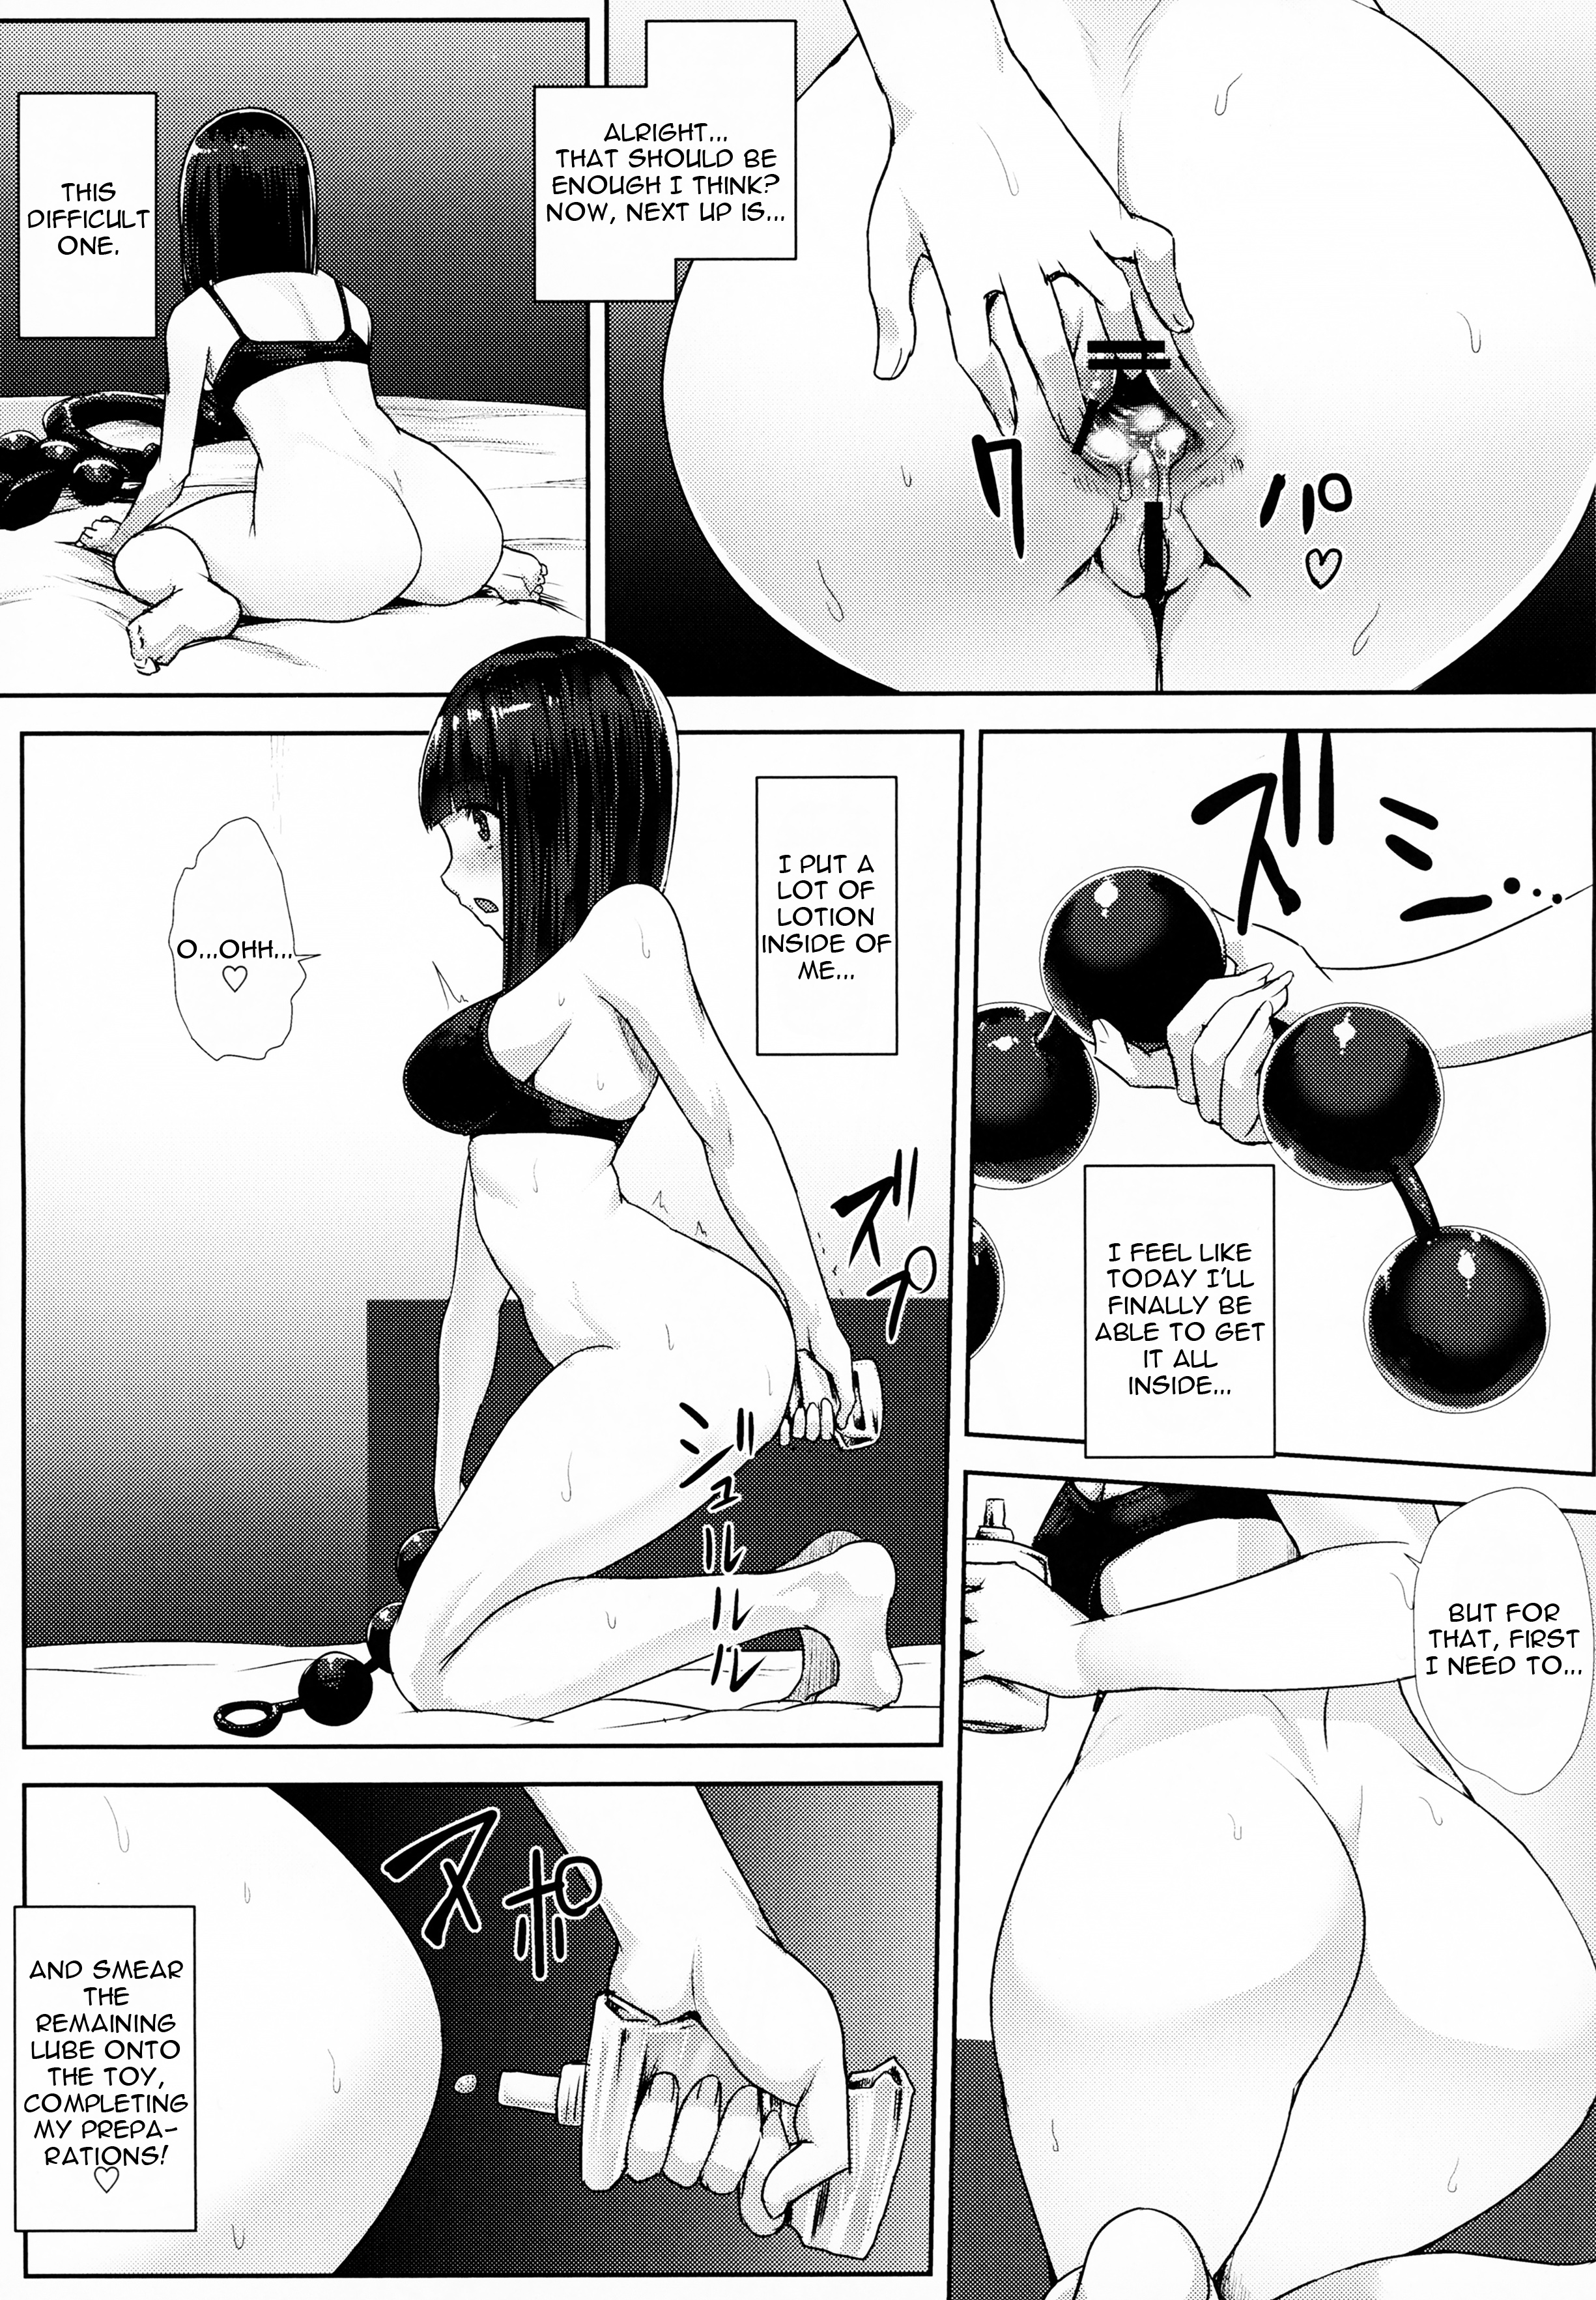 ALRIGHT...
THAT SHOULD BE
ENOUGH I THINK?
NOW, NEXT UP IS...
クパ
♡
THIS
DIFFICULT
ONE.
ズシー...
I FEEL LIKE
TODAY I'LL
FINALLY BE
ABLE TO GET
IT ALL
INSIDE...
BUT FOR
THAT, FIRST
I NEED TO...
I PUT A
LOT OF
LOTION
INSIDE OF
ME...
O...OHH...
♡
ズプ
ジュルルル
ヌポ
AND SMEAR
THE
REMAINING
LUBE ONTO
THE TOY,
COMPLETING
MY PREPA-
RATIONS!
♡